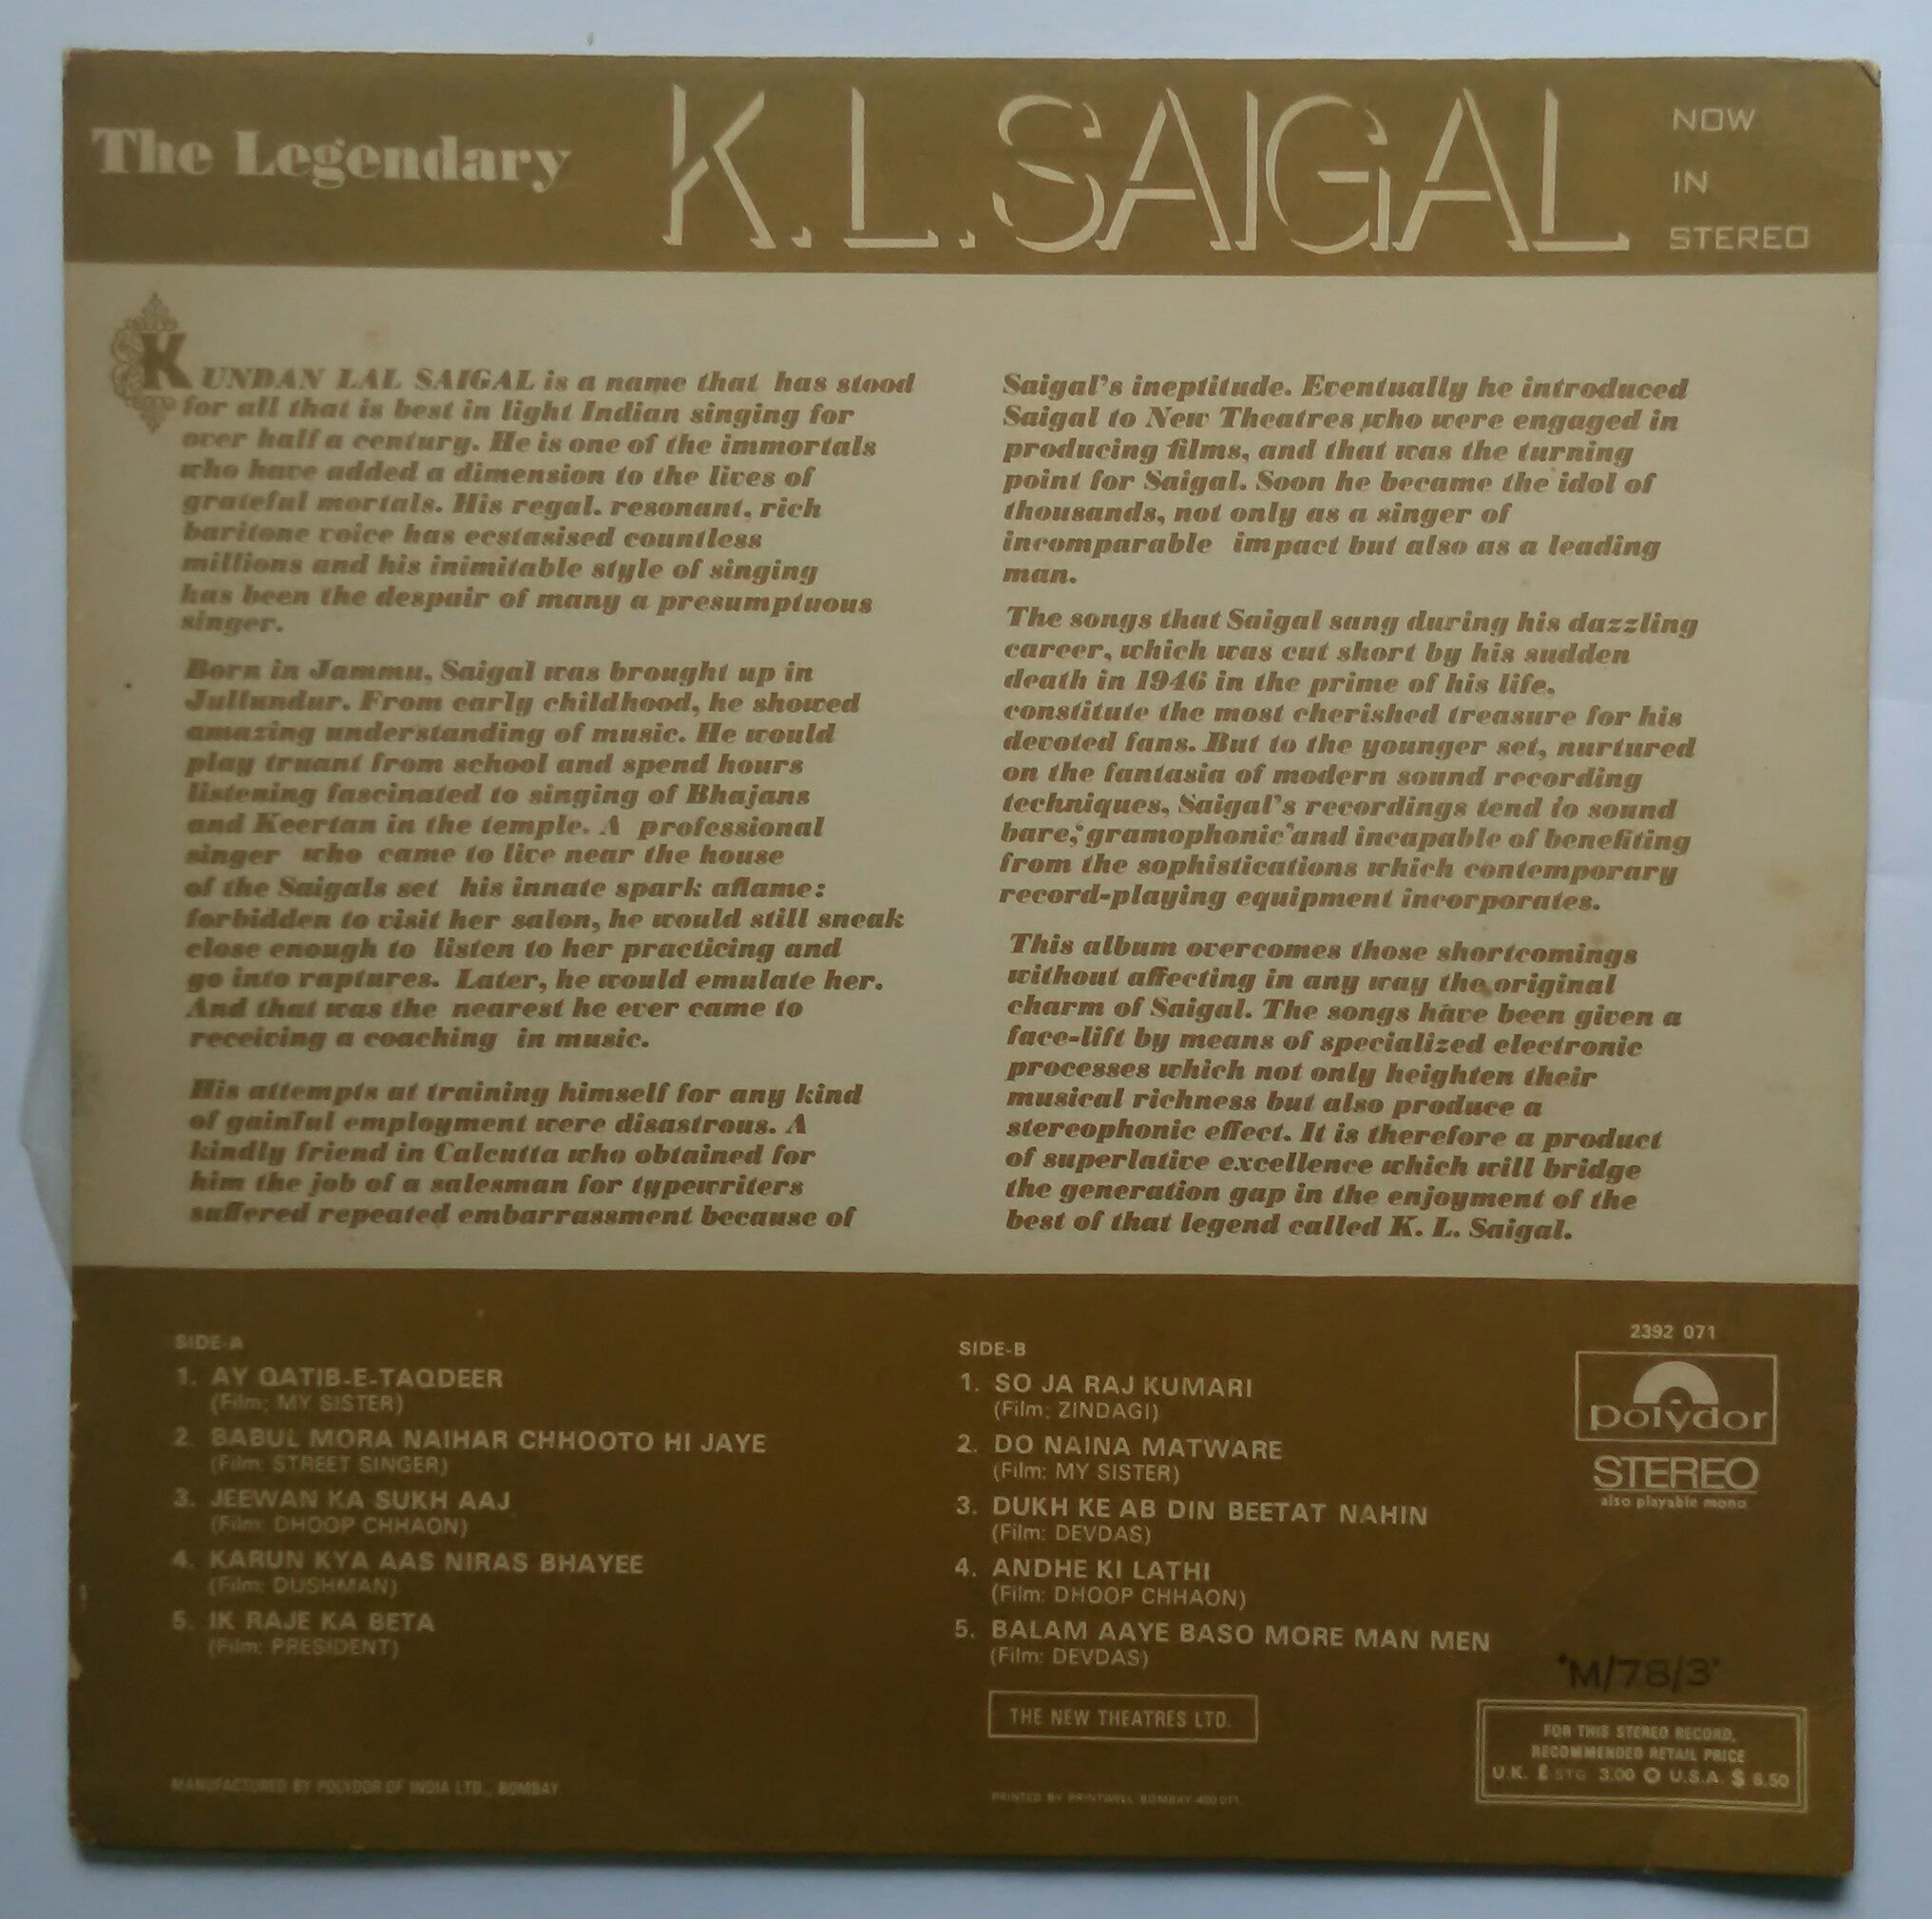 The Legendary K.L.SAIGAL
NOW
IN
STEREO
KUNDAN LAL SAIGAL is a name that has stood
for all that is best in light Indian singing for
over half a century. He is one of the immortals
who have added a dimension to the lives of
grateful mortals. His regal. resonant, rich
baritone voice has ecstasised countless
millions and his inimitable style of singing
has been the despair of many a presumptuous
singer.
Born in Jammu, Saigal was brought up in
Jullundur. From early childhood, he showed
amazing understanding of music. He would
play truant from school and spend hours
listening fascinated to singing of Bhajans
and Keertan in the temple. A professional
singer who came to live near the house
of the Saigals set his innate spark aflame:
forbidden to visit her salon, he would still sneak
close enough to listen to her practicing and
go into raptures. Later, he would emulate her.
And that was the nearest he ever came to
receiving a coaching in music.
His attempts at training himself for any kind
of gainful employment were disastrous. A
kindly friend in Calcutta who obtained for
him the job of a salesman for typewriters
suffered repeated embarrassment because of
Saigal's ineptitude. Eventually he introduced
Saigal to New Theatres who were engaged in
producing films, and that was the turning
point for Saigal. Soon he became the idol of
thousands, not only as a singer of
incomparable impact but also as a leading
man.
The songs that Saigal sang during his dazzling
career, which was cut short by his sudden
death in 1946 in the prime of his life,
constitute the most cherished treasure for his
devoted fans. But to the younger set, nurtured
on the fantasia of modern sound recording
techniques, Saigal's recordings tend to sound
bare, 'gramophonic' and incapable of benefiting
from the sophistications which contemporary
record-playing equipment incorporates.
This album overcomes those shortcomings
without affecting in any way the original
charm of Saigal. The songs have been given a
face-lift by means of specialized electronic
processes which not only heighten their
musical richness but also produce a
stereophonic effect. It is therefore a product
of superlative excellence which will bridge
the generation gap in the enjoyment of the
best of that legend called K. L. Saigal.
SIDE-A
1. AY QATIB-E-TAQDEER
(Film: MY SISTER)
2. BABUL MORA NAIHAR CHHOOTO HI JAYE
(Film: STREET SINGER)
3. JEEWAN KA SUKH AAJ
(Film: DHOOP CHHAON)
4. KARUN KYA AAS NIRAS BHAYEE
(Film: DUSHMAN)
5. IK RAJE KA BETA
(Film: PRESIDENT)
MANUFACTURED BY POLYDOR OF INDIA LTD., BOMBAY
SIDE-B
1. SO JA RAJ KUMARI
(Film: ZINDAGI)
2. DO NAINA MATWARE
(Film: MY SISTER)
3. DUKH KE AB DIN BEETAT NAHIN
(Film: DEVDAS)
4. ANDHE KI LATHI
(Film: DHOOP CHHAON)
5. BALAM AAYE BASO MORE MAN MEN
(Film: DEVDAS)
THE NEW THEATRES LTD.
PRINTED BY PRINTWELL BOMBAY-400 011
2392 071
polydor
STEREO
also playable mono
'M/78/3'
FOR THIS STEREO RECORD,
RECOMMENDED RETAIL PRICE
U.K. £ STG 3.00 O U.S.A. $ 6.50